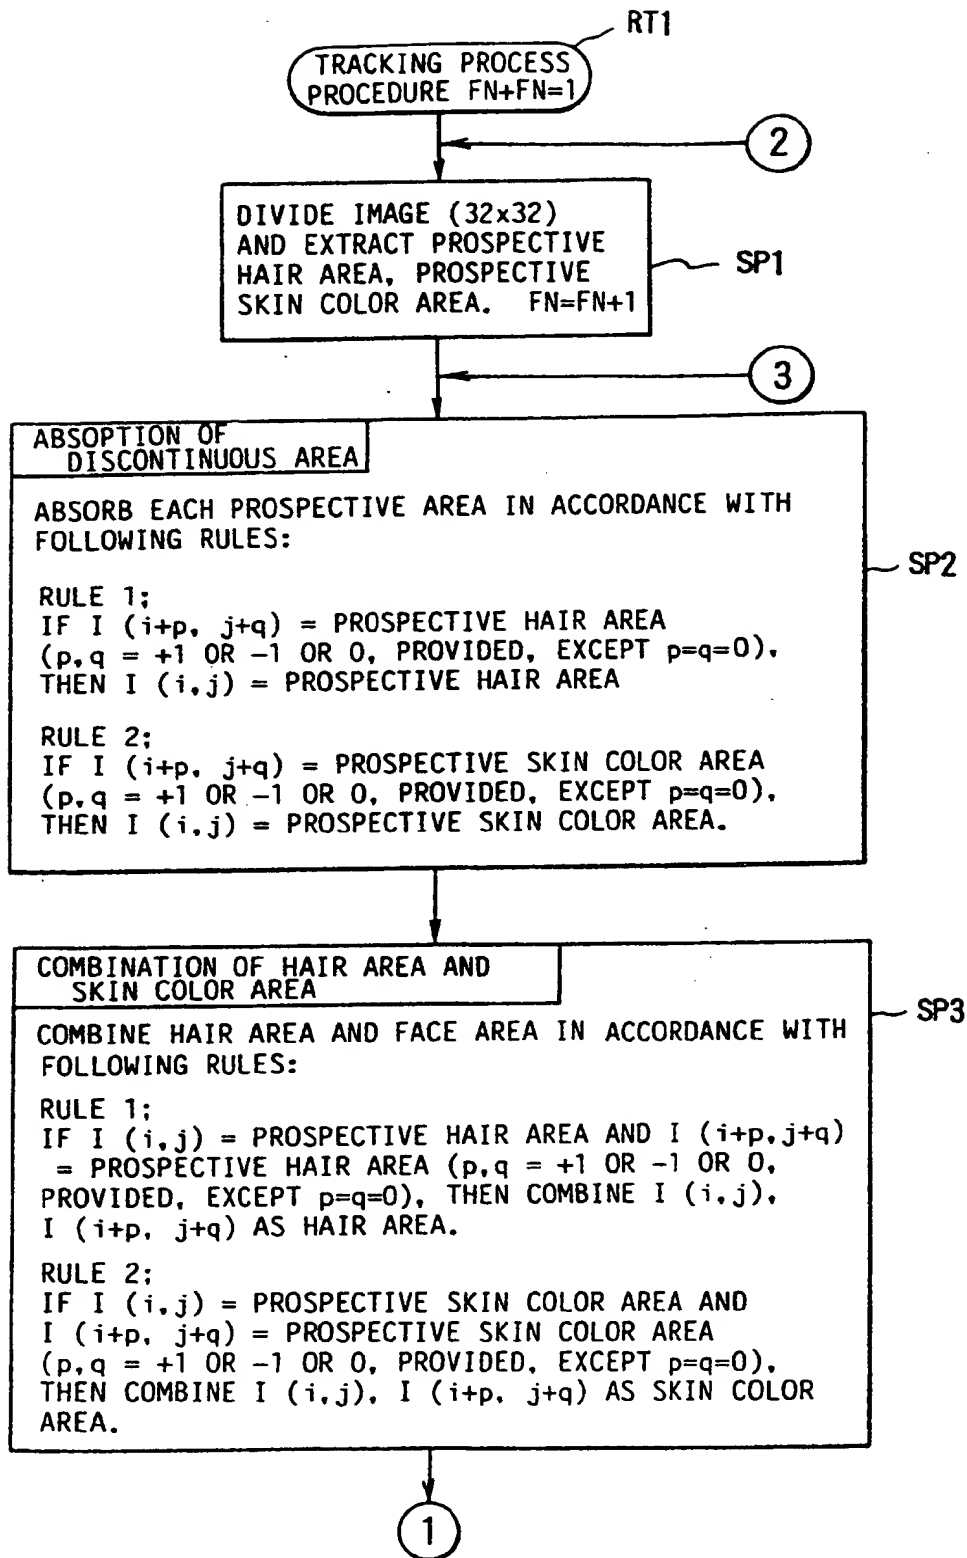 RT1
TRACKING PROCESS
PROCEDURE FN+FN=1
2
DIVIDE IMAGE (32x32)
AND EXTRACT PROSPECTIVE
HAIR AREA, PROSPECTIVE
SKIN COLOR AREA. FN=FN+1
SP1
3
ABSOPTION OF
DISCONTINUOUS AREA
ABSORB EACH PROSPECTIVE AREA IN ACCORDANCE WITH
FOLLOWING RULES:
SP2
RULE 1;
IF I (i+p, j+q) = PROSPECTIVE HAIR AREA
(p,q = +1 OR -1 OR 0, PROVIDED, EXCEPT p=q=0),
THEN I (i,j) = PROSPECTIVE HAIR AREA
RULE 2;
IF I (i+p, j+q) = PROSPECTIVE SKIN COLOR AREA
(p,q = +1 OR -1 OR 0, PROVIDED, EXCEPT p=q=0),
THEN I (i,j) = PROSPECTIVE SKIN COLOR AREA.
COMBINATION OF HAIR AREA AND
SKIN COLOR AREA
SP3
COMBINE HAIR AREA AND FACE AREA IN ACCORDANCE WITH
FOLLOWING RULES:
RULE 1;
IF I (i,j) = PROSPECTIVE HAIR AREA AND I (i+p,j+q)
= PROSPECTIVE HAIR AREA (p,q = +1 OR -1 OR 0,
PROVIDED, EXCEPT p=q=0), THEN COMBINE I (i,j),
I (i+p, j+q) AS HAIR AREA.
RULE 2;
IF I (i,j) = PROSPECTIVE SKIN COLOR AREA AND
I (i+p, j+q) = PROSPECTIVE SKIN COLOR AREA
(p,q = +1 OR -1 OR 0, PROVIDED, EXCEPT p=q=0),
THEN COMBINE I (i,j), I (i+p, j+q) AS SKIN COLOR
AREA.
1